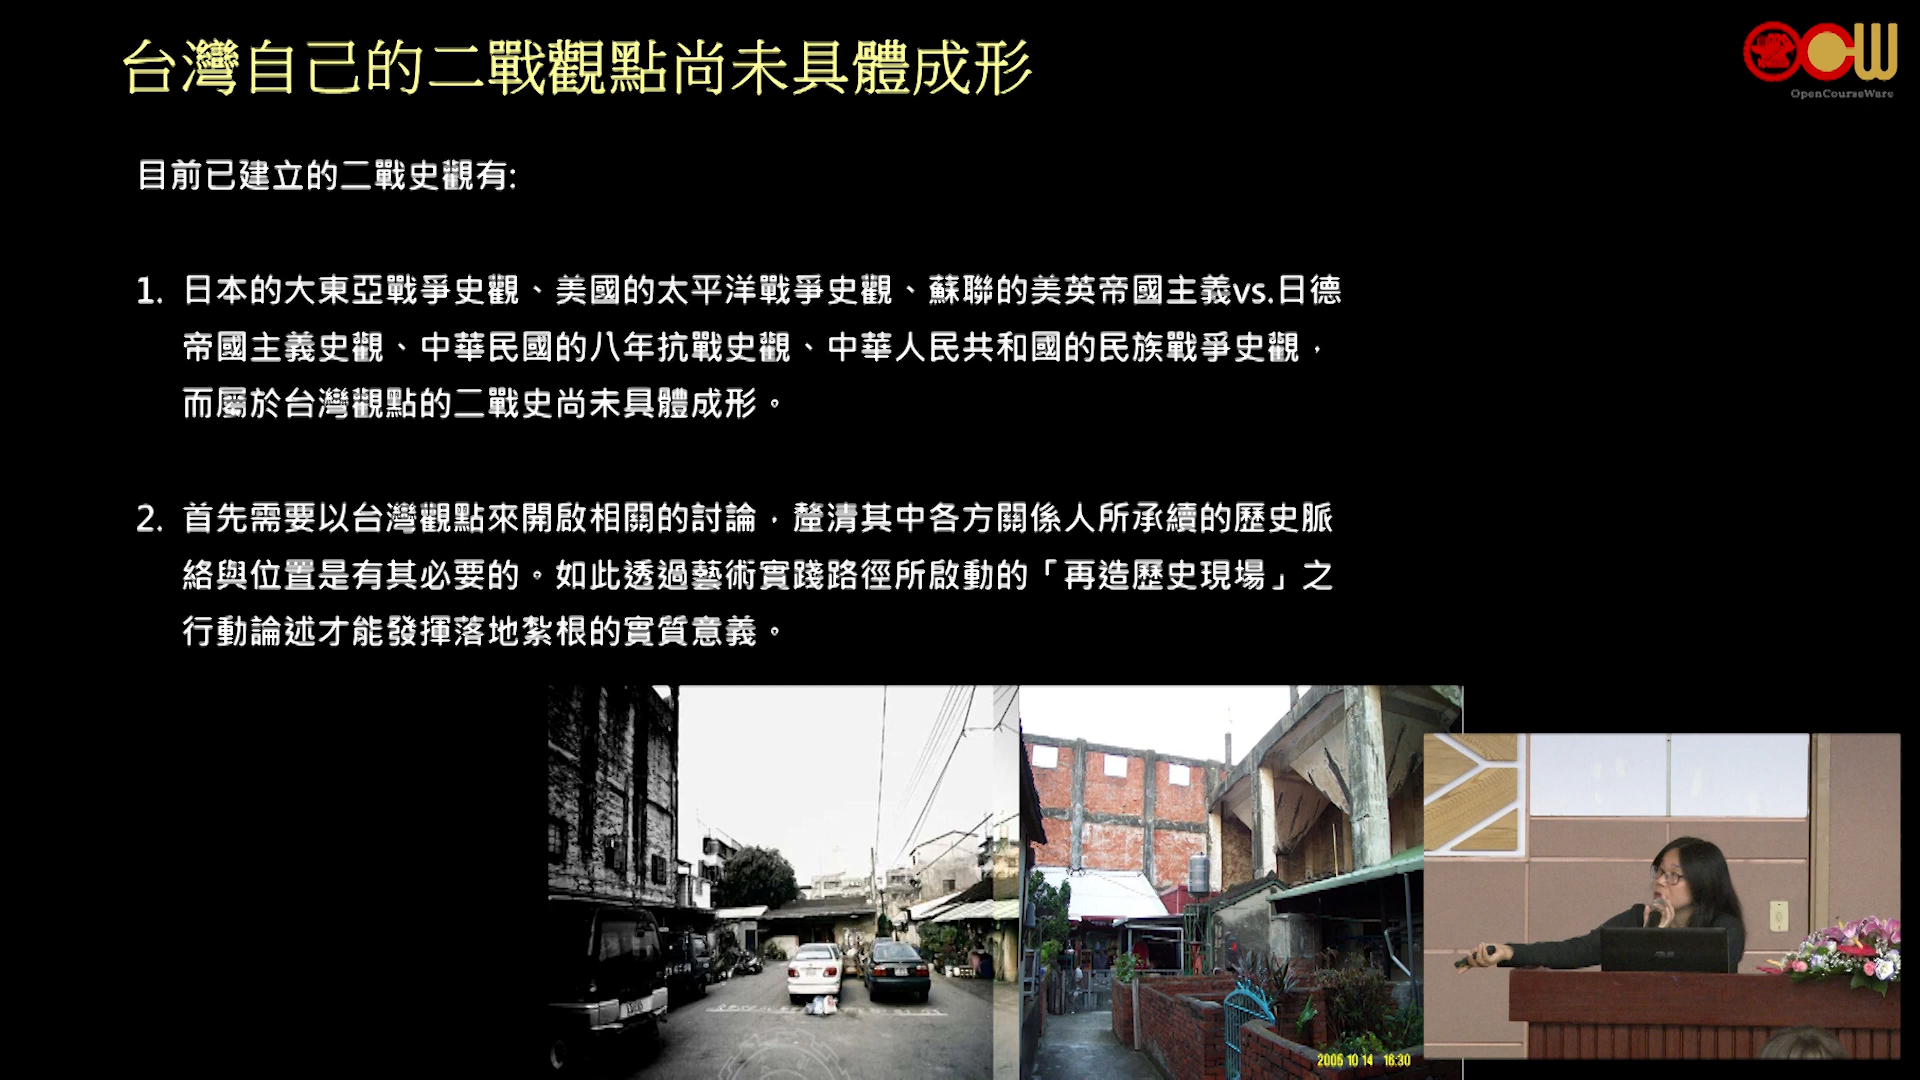 台灣自己的二戰觀點尚未具體成形
OpenCourseWare
目前已建立的二戰史觀有:
1. 日本的大東亞戰爭史觀、美國的太平洋戰爭史觀、蘇聯的美英帝國主義vs.日德
帝國主義史觀、中華民國的八年抗戰史觀、中華人民共和國的民族戰爭史觀，
而屬於台灣觀點的二戰史尚未具體成形。
2. 首先需要以台灣觀點來開啟相關的討論，釐清其中各方關係人所承續的歷史脈
絡與位置是有其必要的。如此透過藝術實踐路徑所啟動的「再造歷史現場」之
行動論述才能發揮落地紮根的實質意義。
2005 10 14 16:30